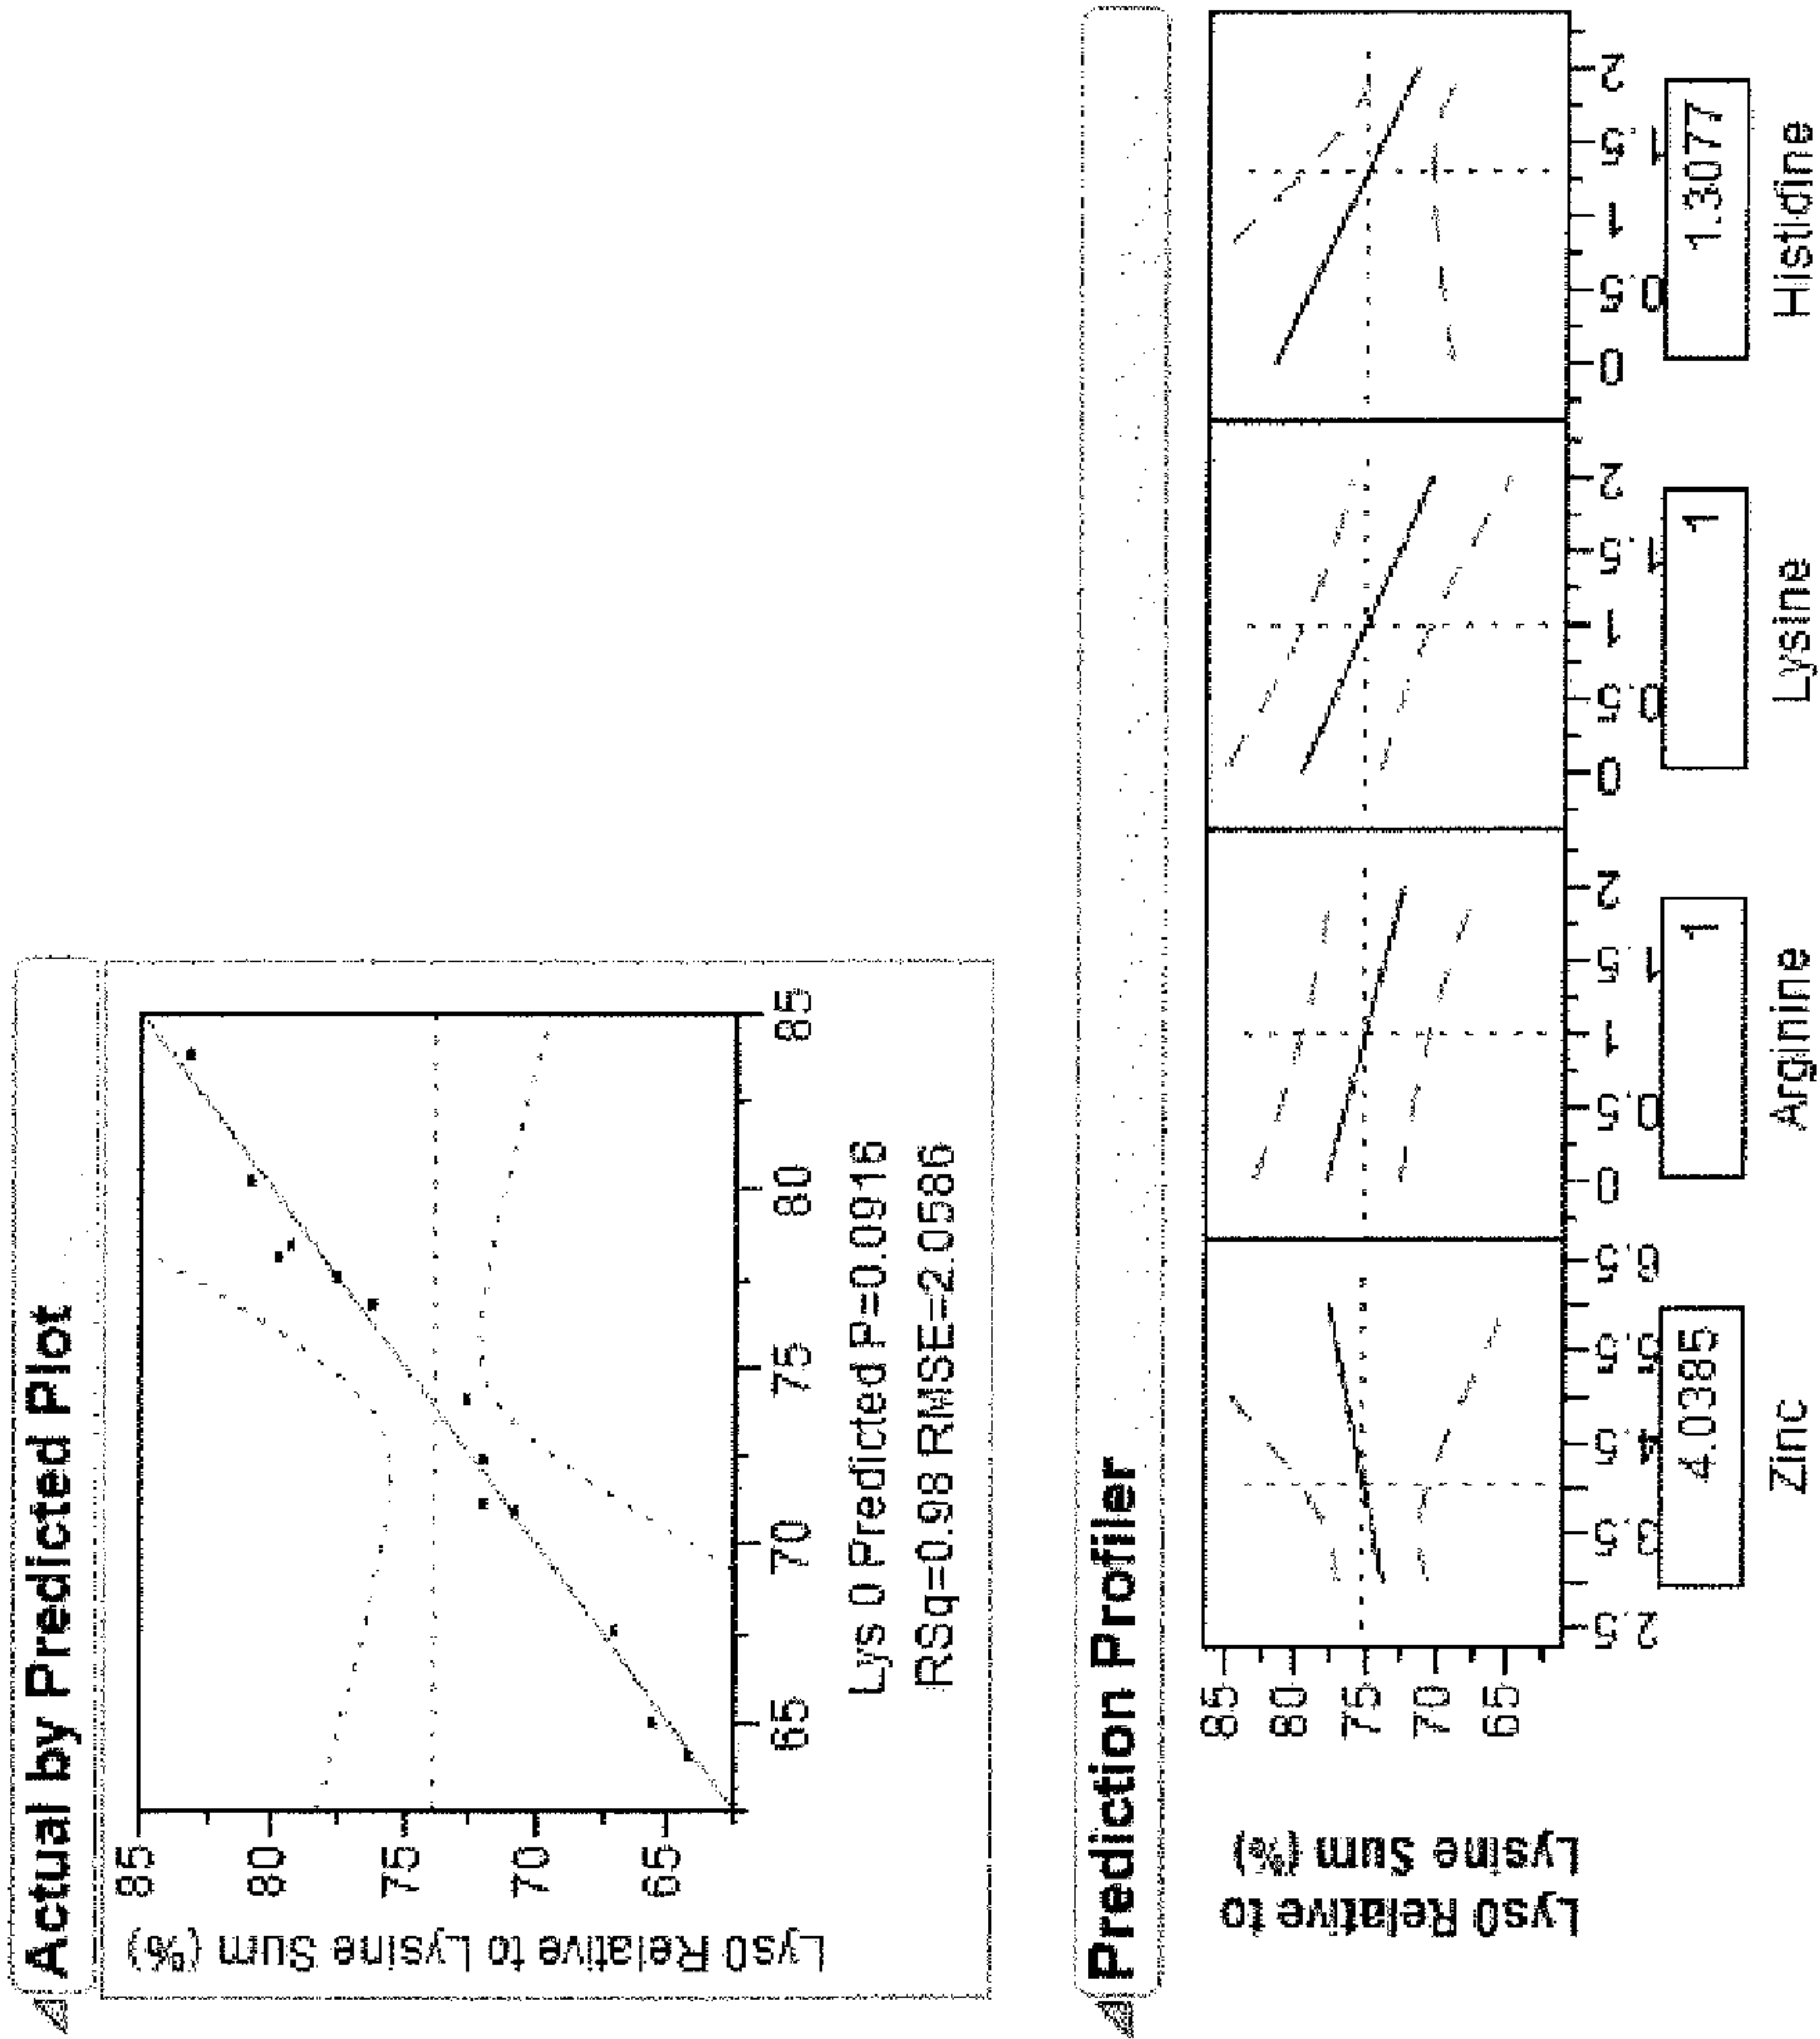 Actual by Predicted Plot
Lys0 Relative to Lysine Sum (%)
85
80
75
70
65
65 70 75 80 85
Lys 0 Predicted P=0.0916
RSq=0.98 RMSE=2.0586
Prediction Profiler
Lys0 Relative to
Lysine Sum (%)
85
80
75
70
65
2.5 3.5 4.5 5.5 6.5
0 0.5 1 1.5 2
0 0.5 1 1.5 2
0 0.5 1 1.5 2
4.0385 1 1 1.3077
Zinc Arginine Lysine Histidine